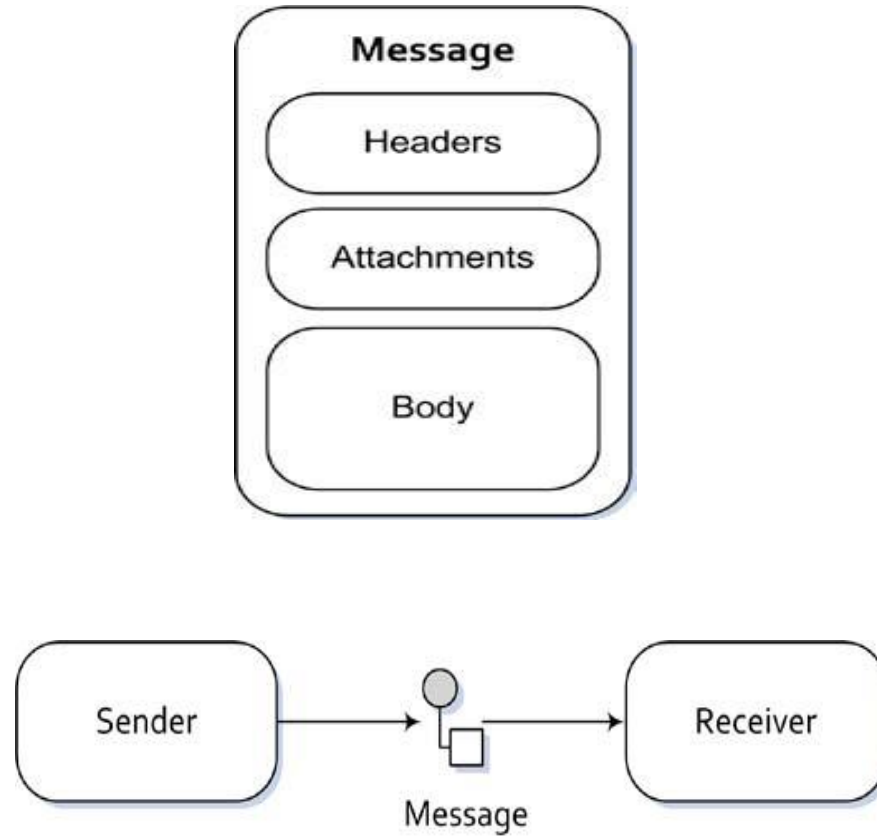 Message
Headers
Attachments
Body
Sender
Receiver
Message